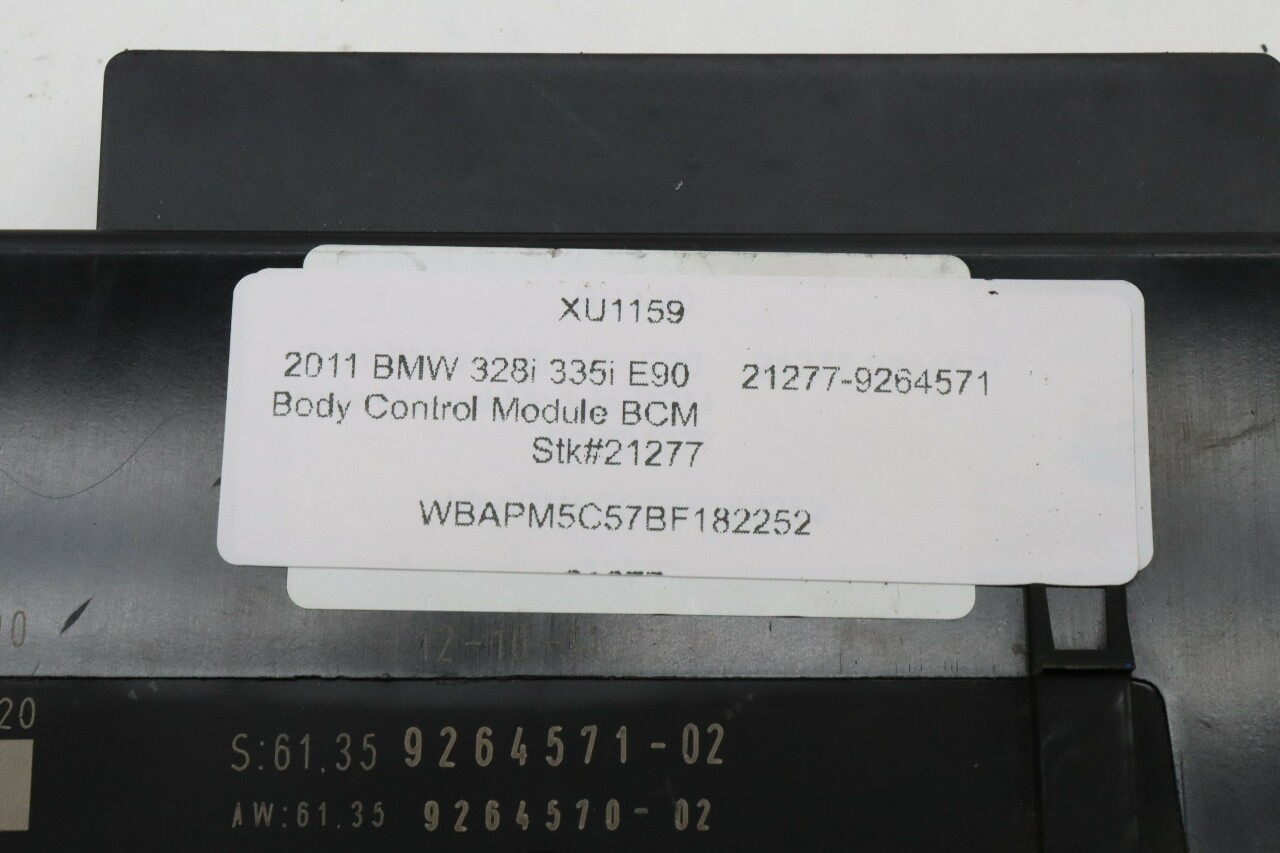 XU1159
2011 BMW 328i 335i E90 21277-9264571
Body Control Module BCM
Stk#21277
WBAPM5C57BF182252
20
S:61.35 9264571-02
AW:61.35 9264570-02